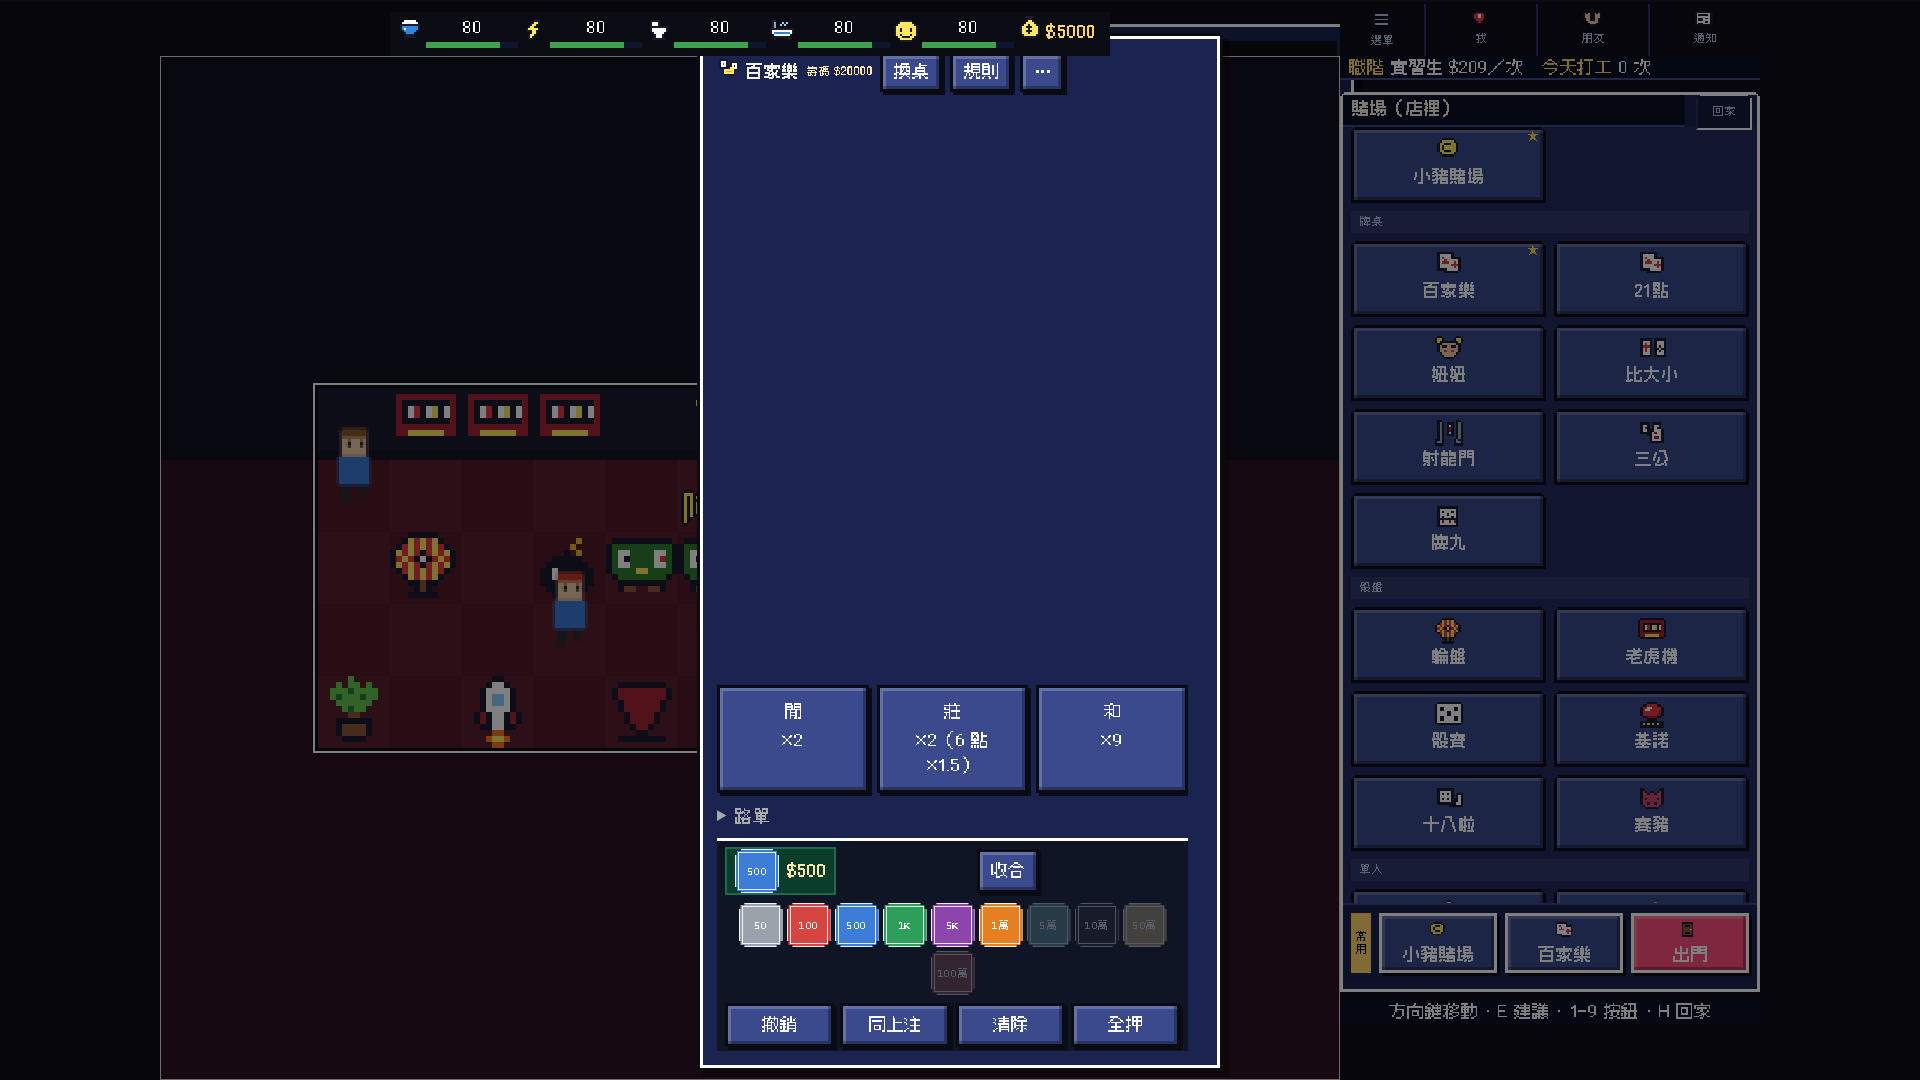 80 80 80 80 80 $5000
選單 我 朋友 通知
職階 實習生 $209／次 今天打工 0 次
百家樂 籌碼 $20000 換桌 規則 ...
賭場（店裡） 回家
小豬賭場
牌桌
百家樂 21點
妞妞 比大小
射龍門 三公
牌九
骰盤
輪盤 老虎機
骰寶 基諾
十八啦 賽豬
單人
常用 小豬賭場 百家樂 出門
方向鍵移動 · E 建議 · 1-9 按鈕 · H 回家
閒 莊 和
×2 ×2（6 點 ×9
×1.5）
▶ 路單
500 $500 收合
50 100 500 1K 5K 1萬 5萬 10萬 50萬
100萬
撤銷 同上注 清除 全押